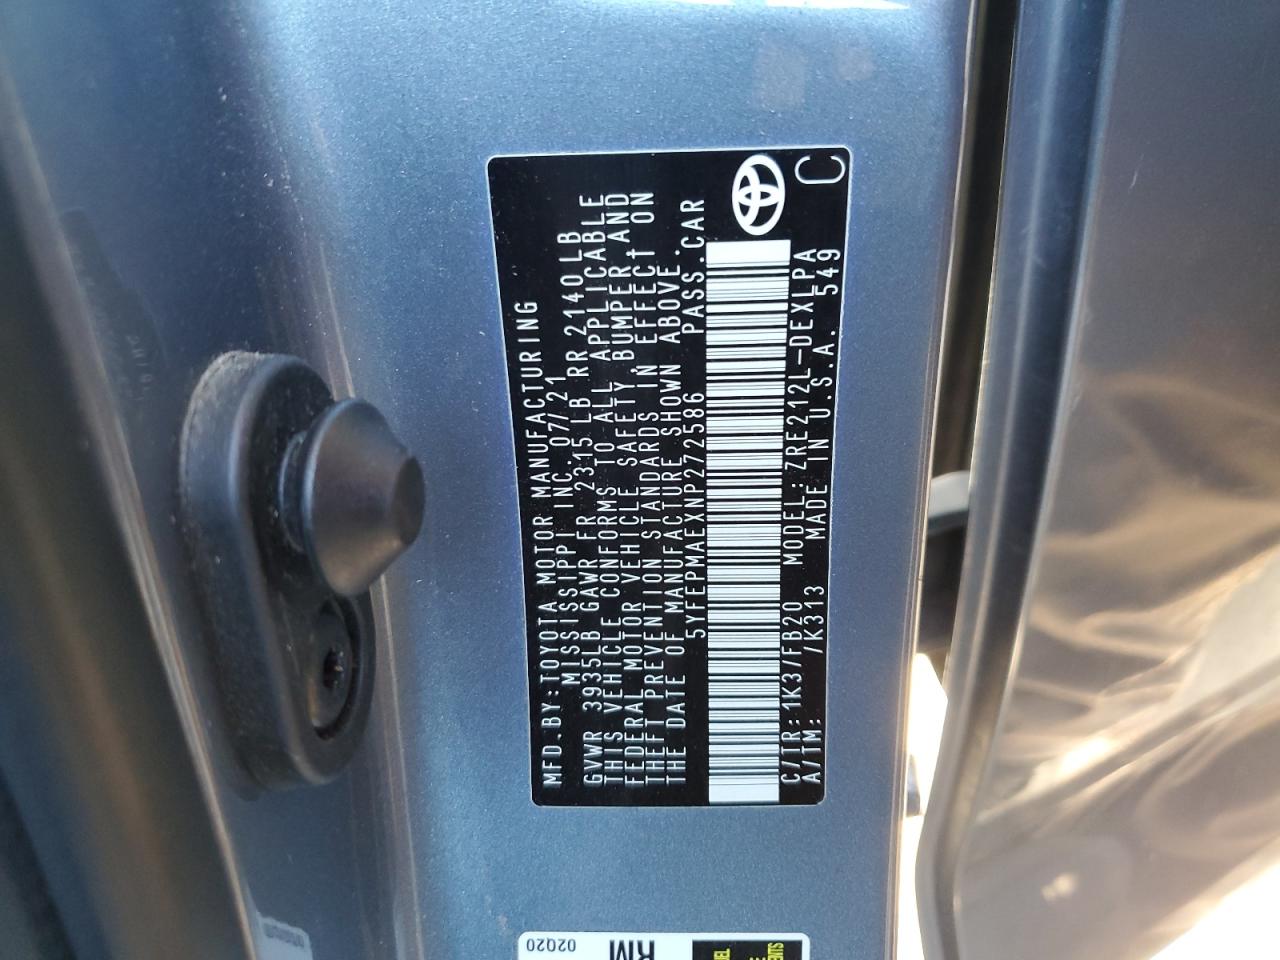 MFD.BY:TOYOTA MOTOR MANUFACTURING
MISSISSIPPI INC. 07/21
GVWR 3935LB GAWR FR 2315 LB RR 2140 LB
THIS VEHICLE CONFORMS TO ALL APPLICABLE
FEDERAL MOTOR VEHICLE SAFETY, BUMPER, AND
THEFT PREVENTION STANDARDS IN EFFECT ON
THE DATE OF MANUFACTURE SHOWN ABOVE.
5YFEPMAEXNP272586 PASS.CAR
C/TR:1K3/FB20 MODEL:ZRE212L-DEXLPA
A/TM: /K313 MADE IN U.S.A. 549
C
02Q20
RM